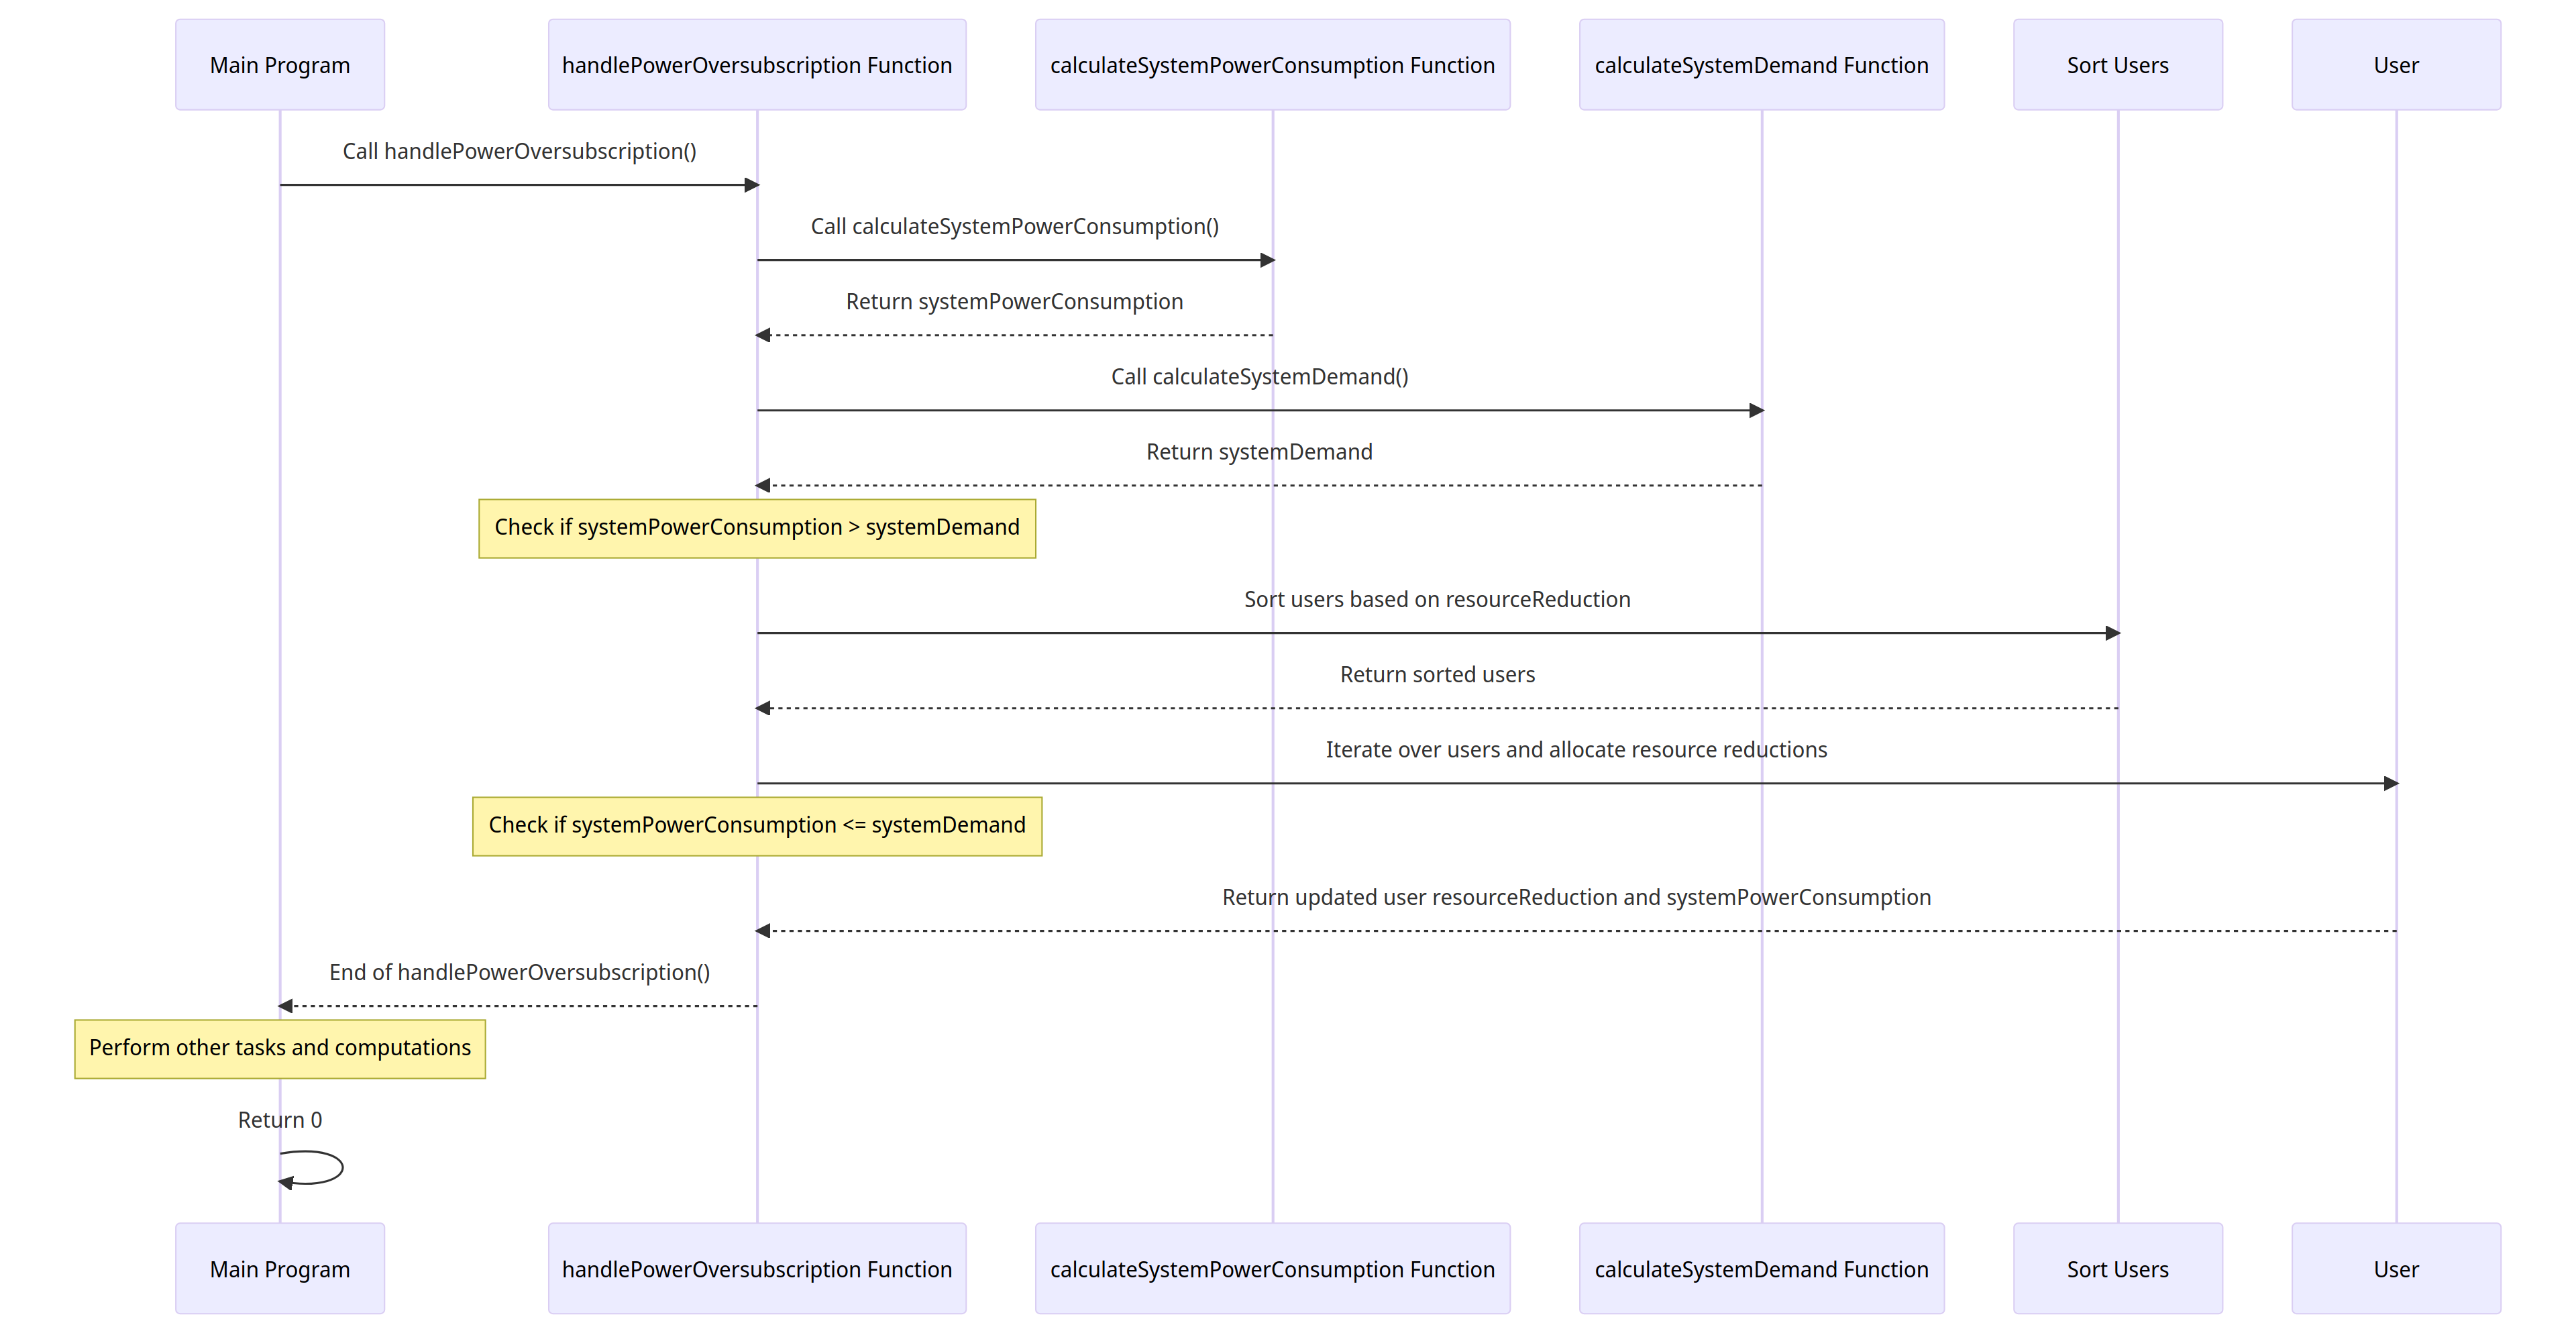 Main Program
handlePowerOversubscription Function
calculateSystemPowerConsumption Function
calculateSystemDemand Function
Sort Users
User
Call handlePowerOversubscription()
Call calculateSystemPowerConsumption()
Return systemPowerConsumption
Call calculateSystemDemand()
Return systemDemand
Check if systemPowerConsumption > systemDemand
Sort users based on resourceReduction
Return sorted users
Iterate over users and allocate resource reductions
Check if systemPowerConsumption <= systemDemand
Return updated user resourceReduction and systemPowerConsumption
End of handlePowerOversubscription()
Perform other tasks and computations
Return 0
Main Program
handlePowerOversubscription Function
calculateSystemPowerConsumption Function
calculateSystemDemand Function
Sort Users
User